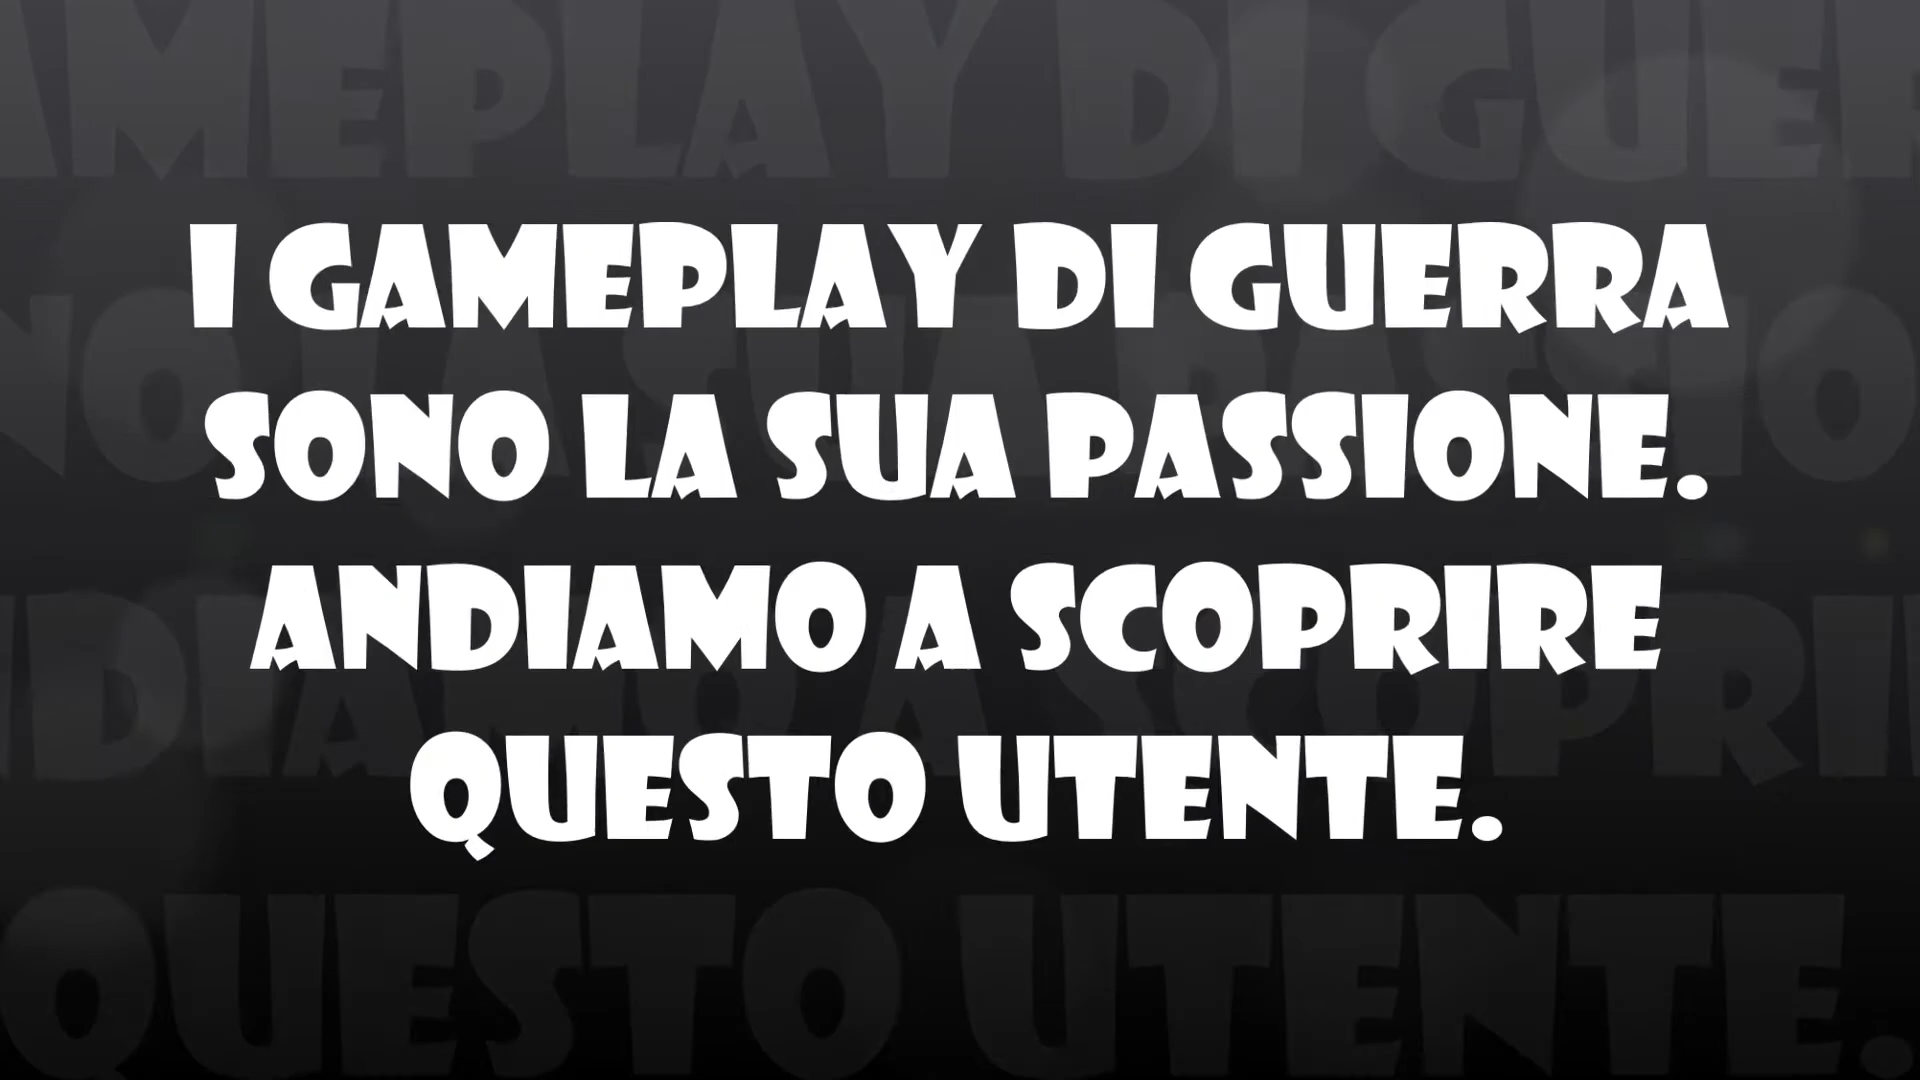 I GAMEPLAY DI GUERRA
SONO LA SUA PASSIONE.
ANDIAMO A SCOPRIRE
QUESTO UTENTE.